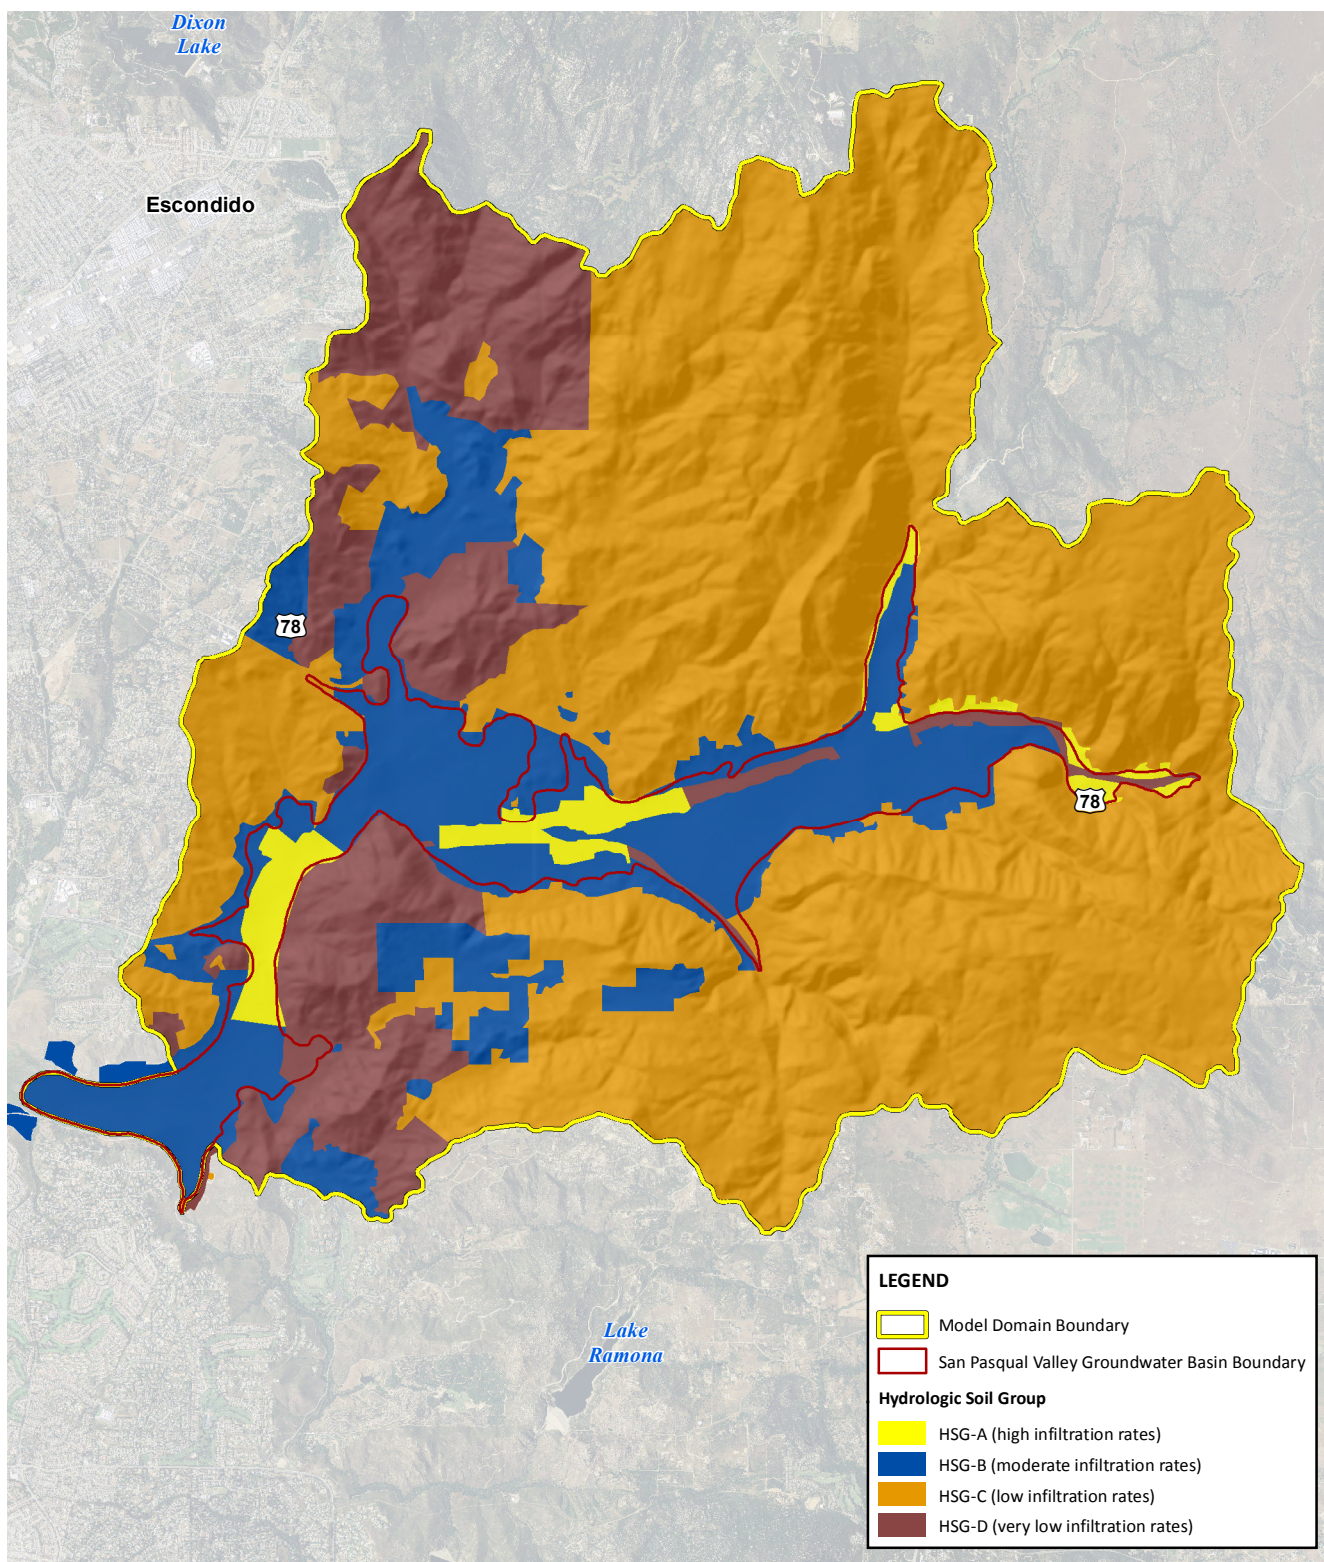 Dixon
Lake
Escondido
78
78
Lake
Ramona
LEGEND
Model Domain Boundary
San Pasqual Valley Groundwater Basin Boundary
Hydrologic Soil Group
HSG-A (high infiltration rates)
HSG-B (moderate infiltration rates)
HSG-C (low infiltration rates)
HSG-D (very low infiltration rates)